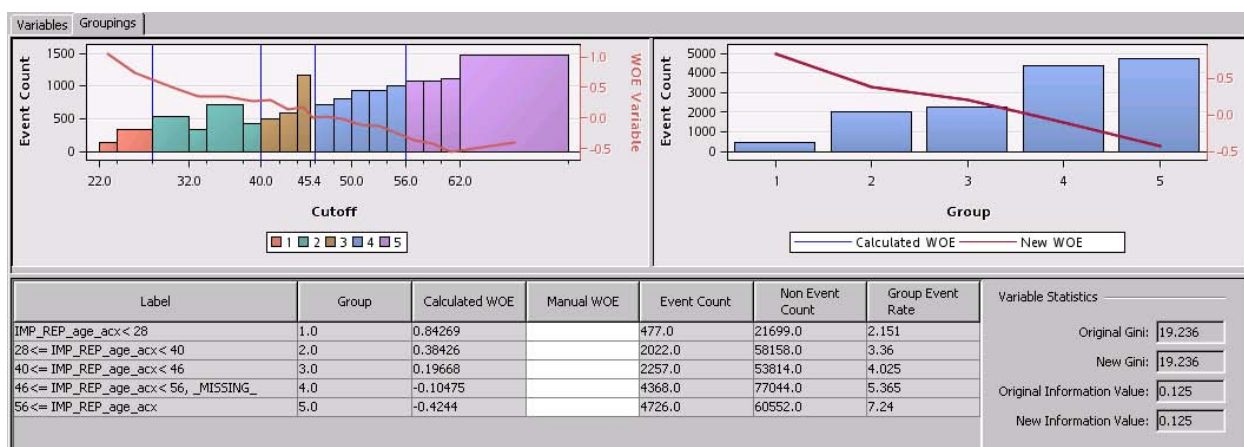 Variables Groupings
Event Count
1500
1000
500
0
1.0
0.5
0.0
-0.5
WOE Variable
22.0 32.0 40.0 45.4 50.0 56.0 62.0
Cutoff
1 2 3 4 5
Event Count
5000
4000
3000
2000
1000
0
0.5
0.0
-0.5
1 2 3 4 5
Group
Calculated WOE New WOE
Label Group Calculated WOE Manual WOE Event Count Non Event Count Group Event Rate
IMP_REP_age_acx< 28 1.0 0.84269 477.0 21699.0 2.151
28<= IMP_REP_age_acx< 40 2.0 0.38426 2022.0 58158.0 3.36
40<= IMP_REP_age_acx< 46 3.0 0.19668 2257.0 53814.0 4.025
46<= IMP_REP_age_acx< 56, _MISSING_ 4.0 -0.10475 4368.0 77044.0 5.365
56<= IMP_REP_age_acx 5.0 -0.4244 4726.0 60552.0 7.24
Variable Statistics
Original Gini: 19.236
New Gini: 19.236
Original Information Value: 0.125
New Information Value: 0.125